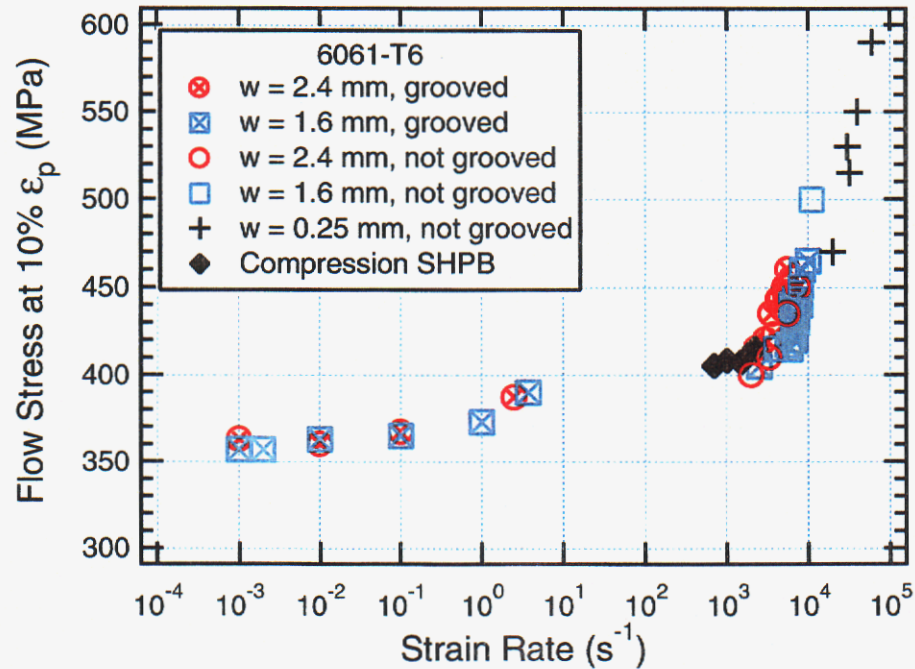 Flow Stress at 10% εp (MPa)
600
550
500
450
400
350
300
6061-T6
w = 2.4 mm, grooved
w = 1.6 mm, grooved
w = 2.4 mm, not grooved
w = 1.6 mm, not grooved
w = 0.25 mm, not grooved
Compression SHPB
10⁻⁴ 10⁻³ 10⁻² 10⁻¹ 10⁰ 10¹ 10² 10³ 10⁴ 10⁵
Strain Rate (s⁻¹)